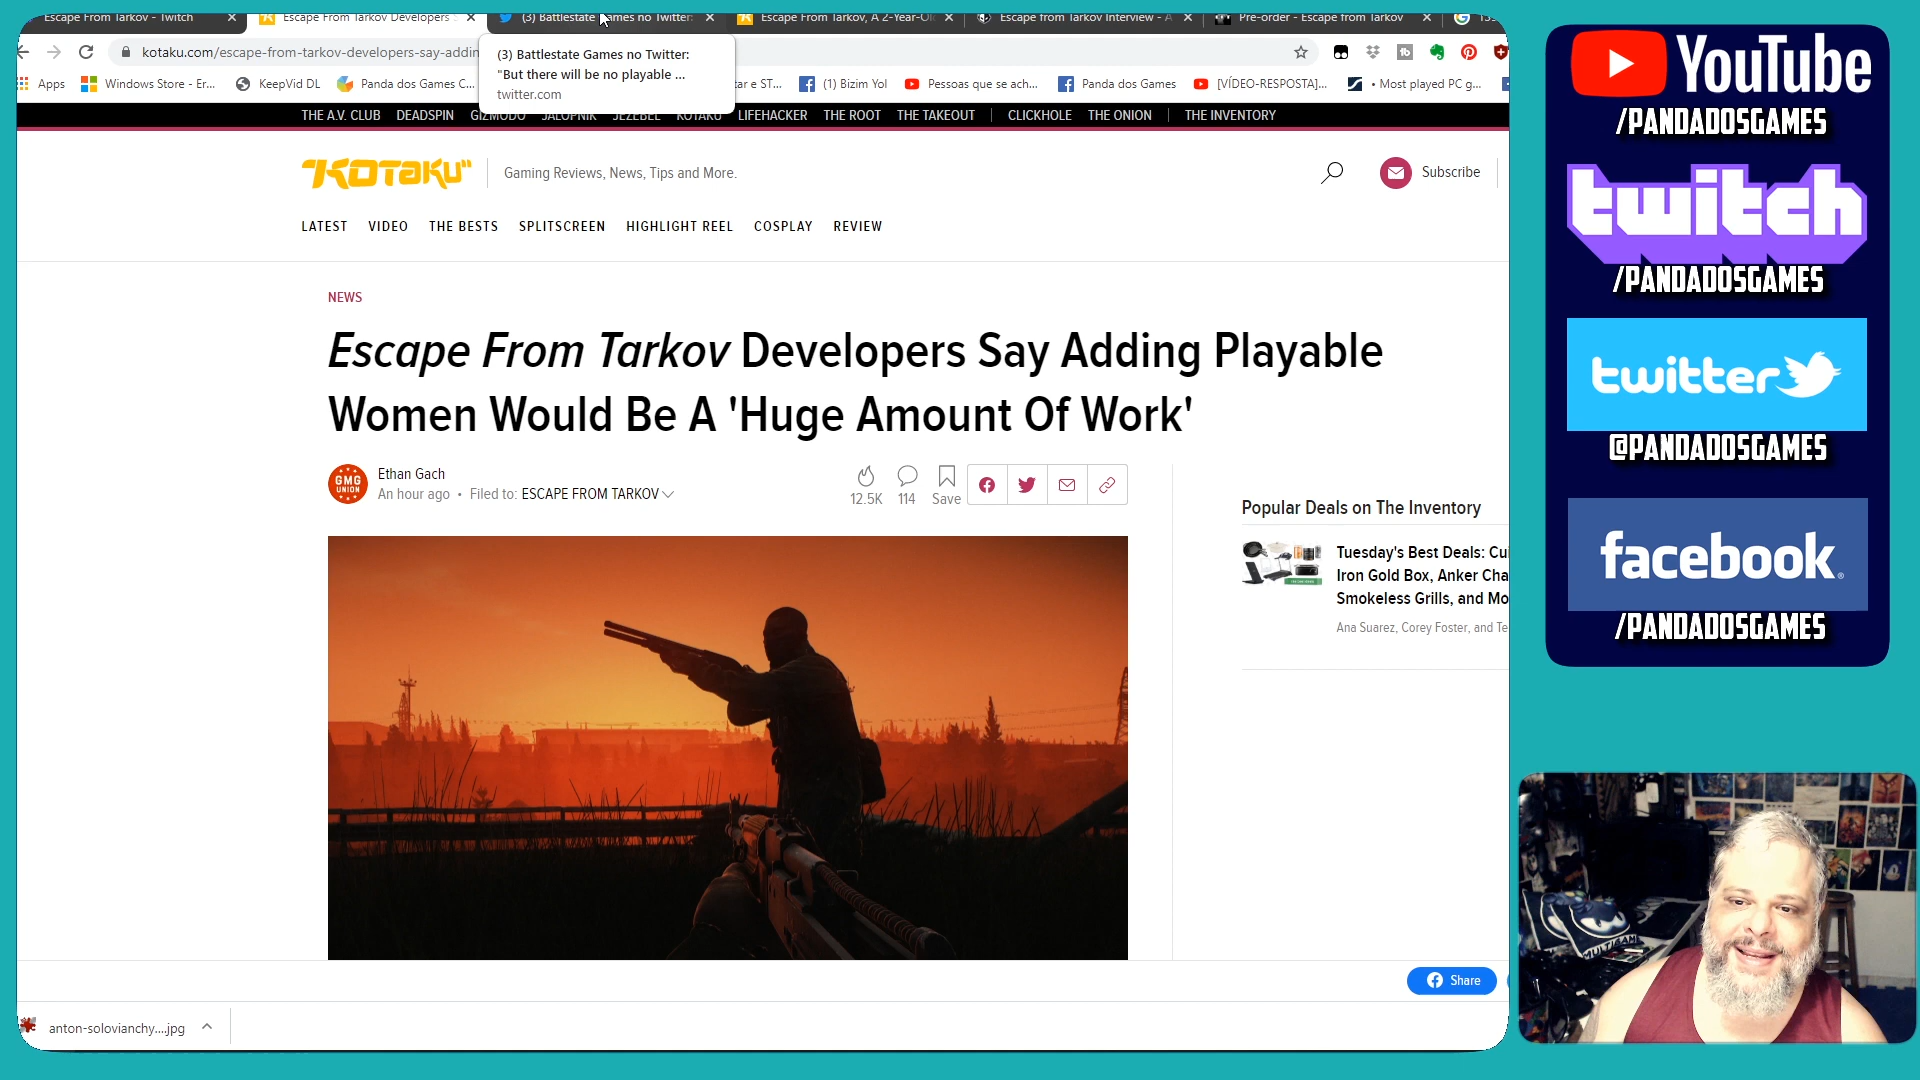 Escape From Tarkov - Twitch
Escape From Tarkov Developers S
(3) Battlestate Games no Twitter:
Escape From Tarkov, A 2-Year-Ol
Escape from Tarkov Interview - A
Pre-order - Escape from Tarkov
kotaku.com/escape-from-tarkov-developers-say-addin
(3) Battlestate Games no Twitter:
"But there will be no playable ...
twitter.com
Apps
Windows Store - Er...
KeepVid DL
Panda dos Games C...
tar e ST...
(1) Bizim Yol
Pessoas que se ach...
Panda dos Games
[VÍDEO-RESPOSTA]...
• Most played PC g...
THE A.V. CLUB DEADSPIN GIZMODO JALOPNIK JEZEBEL KOTAKU LIFEHACKER THE ROOT THE TAKEOUT CLICKHOLE THE ONION THE INVENTORY
"KOTAKU"
Gaming Reviews, News, Tips and More.
Subscribe
LATEST VIDEO THE BESTS SPLITSCREEN HIGHLIGHT REEL COSPLAY REVIEW
NEWS
Escape From Tarkov Developers Say Adding Playable
Women Would Be A 'Huge Amount Of Work'
GMG
UNION
Ethan Gach
An hour ago • Filed to: ESCAPE FROM TARKOV
12.5K
114
Save
Popular Deals on The Inventory
Tuesday's Best Deals: Cui
Iron Gold Box, Anker Cha
Smokeless Grills, and Mo
Ana Suarez, Corey Foster, and Te
Share
anton-solovianchy....jpg
YouTube
/PANDADOSGAMES
twitch
/PANDADOSGAMES
twitter
@PANDADOSGAMES
facebook
/PANDADOSGAMES